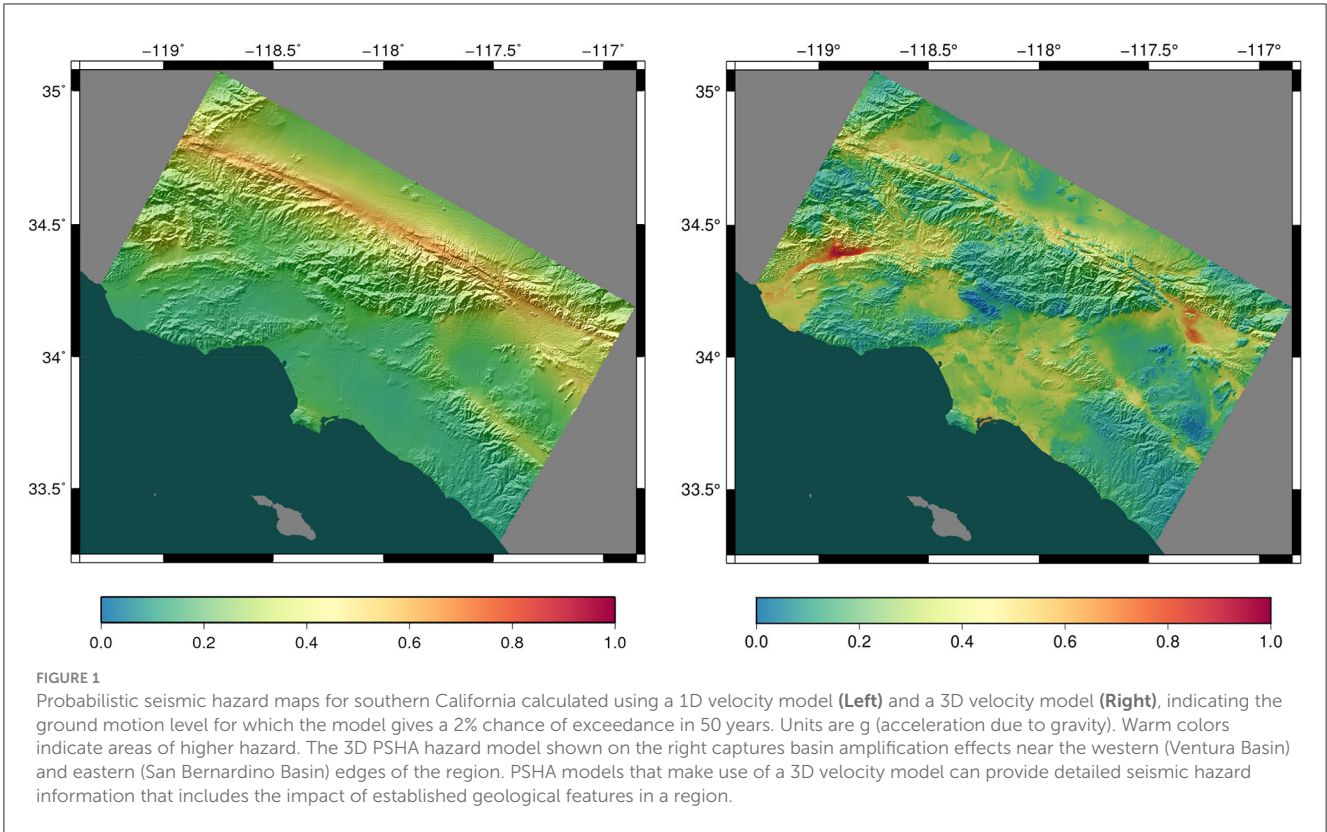 −119˚ −118.5˚ −118˚ −117.5˚ −117˚
−119° −118.5° −118° −117.5° −117°
35˚
34.5˚
34˚
33.5˚
35°
34.5°
34°
33.5°
0.0 0.2 0.4 0.6 0.8 1.0
0.0 0.2 0.4 0.6 0.8 1.0
FIGURE 1
Probabilistic seismic hazard maps for southern California calculated using a 1D velocity model (Left) and a 3D velocity model (Right), indicating the
ground motion level for which the model gives a 2% chance of exceedance in 50 years. Units are g (acceleration due to gravity). Warm colors
indicate areas of higher hazard. The 3D PSHA hazard model shown on the right captures basin amplification effects near the western (Ventura Basin)
and eastern (San Bernardino Basin) edges of the region. PSHA models that make use of a 3D velocity model can provide detailed seismic hazard
information that includes the impact of established geological features in a region.